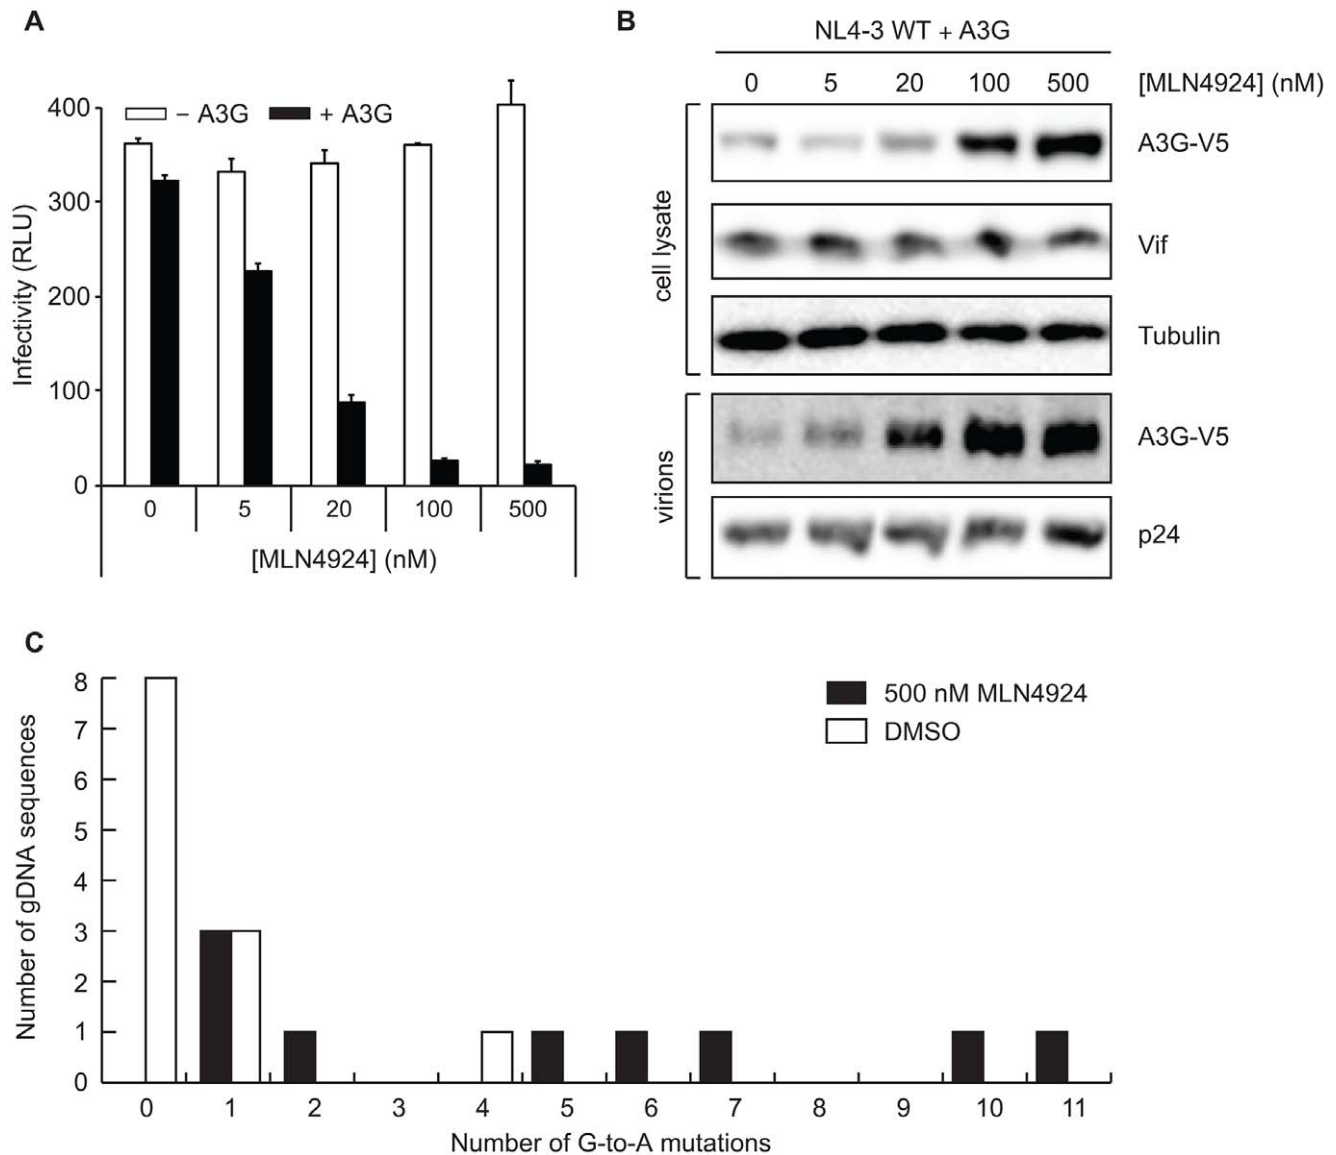 A
– A3G
+ A3G
Infectivity (RLU)
400
300
200
100
0
0 5 20 100 500
[MLN4924] (nM)
B
NL4-3 WT + A3G
0 5 20 100 500 [MLN4924] (nM)
cell lysate
A3G-V5
Vif
Tubulin
virions
A3G-V5
p24
C
Number of gDNA sequences
8
7
6
5
4
3
2
1
0
500 nM MLN4924
DMSO
0 1 2 3 4 5 6 7 8 9 10 11
Number of G-to-A mutations